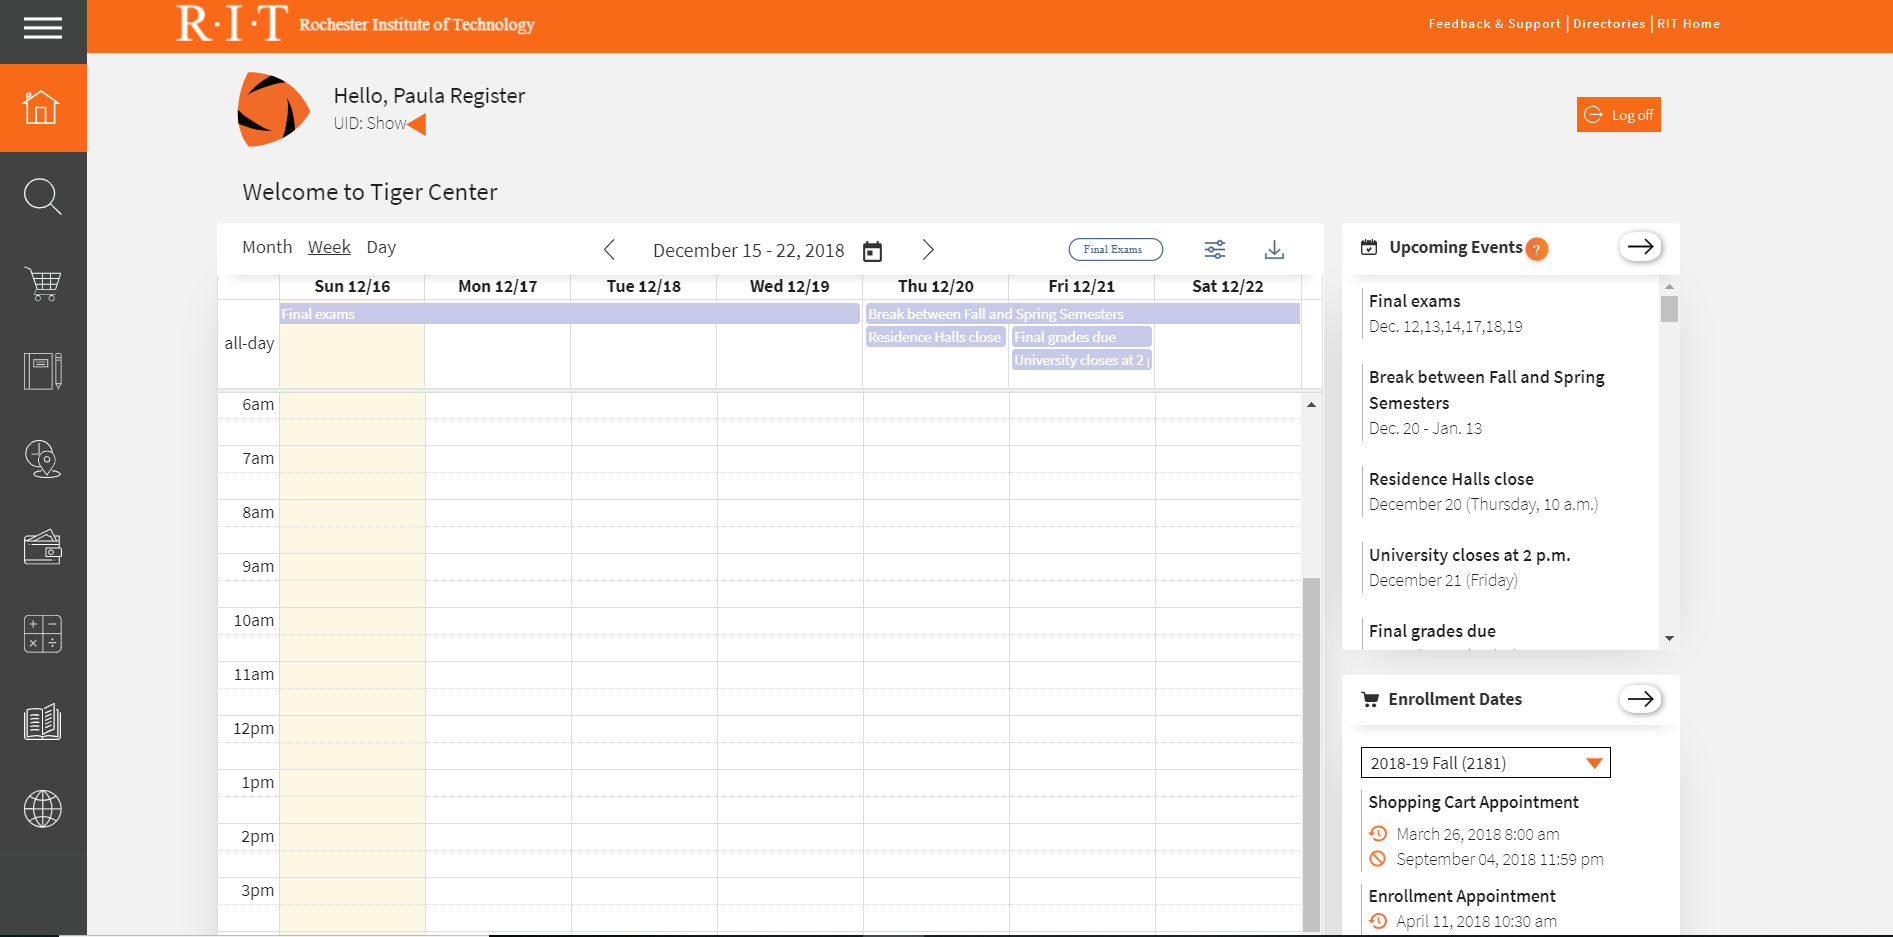 R·I·T Rochester Institute of Technology
Feedback & Support | Directories | RIT Home
Hello, Paula Register
UID: Show
Log off
Welcome to Tiger Center
Month Week Day
December 15 - 22, 2018
Final Exams
Sun 12/16 Mon 12/17 Tue 12/18 Wed 12/19 Thu 12/20 Fri 12/21 Sat 12/22
all-day
Final exams
Break between Fall and Spring Semesters
Residence Halls close
Final grades due
University closes at 2
6am
7am
8am
9am
10am
11am
12pm
1pm
2pm
3pm
Upcoming Events ?
Final exams
Dec. 12,13,14,17,18,19
Break between Fall and Spring
Semesters
Dec. 20 - Jan. 13
Residence Halls close
December 20 (Thursday, 10 a.m.)
University closes at 2 p.m.
December 21 (Friday)
Final grades due
Enrollment Dates
2018-19 Fall (2181)
Shopping Cart Appointment
March 26, 2018 8:00 am
September 04, 2018 11:59 pm
Enrollment Appointment
April 11, 2018 10:30 am